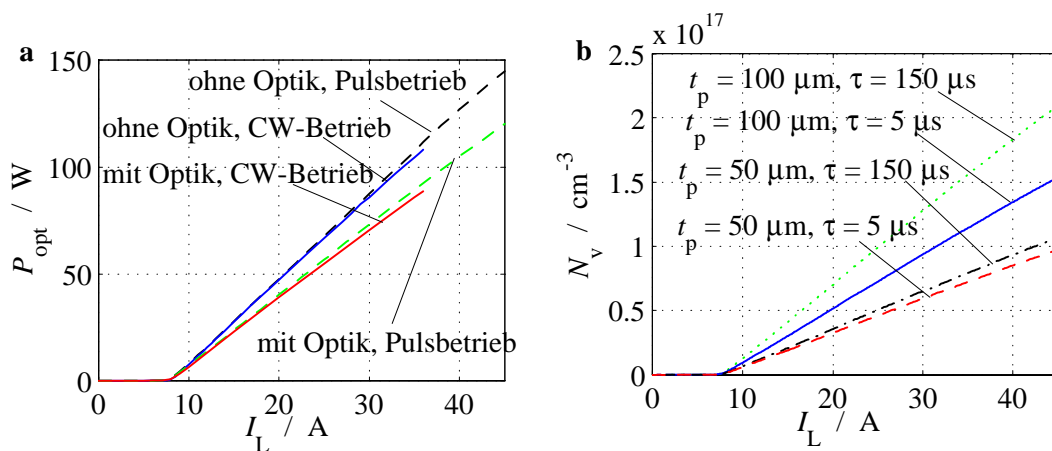 a
150
100
50
0
P_opt / W
ohne Optik, Pulsbetrieb
ohne Optik, CW-Betrieb
mit Optik, CW-Betrieb
mit Optik, Pulsbetrieb
0 10 20 30 40
I_L / A
b
x 10^17
2.5
2
1.5
1
0.5
0
N_v / cm^-3
t_p = 100 µm, τ = 150 µs
t_p = 100 µm, τ = 5 µs
t_p = 50 µm, τ = 150 µs
t_p = 50 µm, τ = 5 µs
0 10 20 30 40
I_L / A